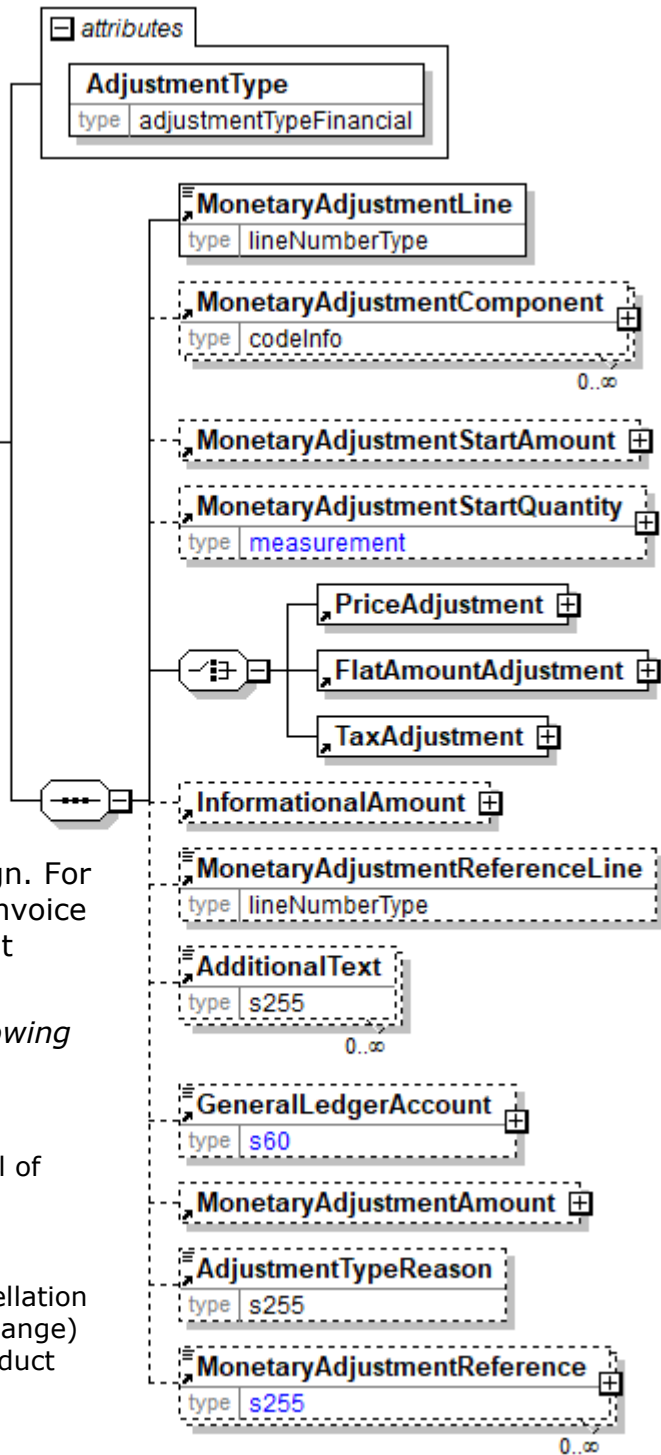 attributes
AdjustmentType
type adjustmentTypeFinancial
MonetaryAdjustmentLine
type lineNumberType
MonetaryAdjustmentComponent
type codeInfo
0..∞
MonetaryAdjustmentStartAmount
MonetaryAdjustmentStartQuantity
type measurement
PriceAdjustment
FlatAmountAdjustment
TaxAdjustment
InformationalAmount
MonetaryAdjustmentReferenceLine
type lineNumberType
AdditionalText
type s255
0..∞
GeneralLedgerAccount
type s60
MonetaryAdjustmentAmount
AdjustmentTypeReason
type s255
MonetaryAdjustmentReference
type s255
0..∞
gn. For
nvoice
t
owing
l of
ellation
ange)
duct